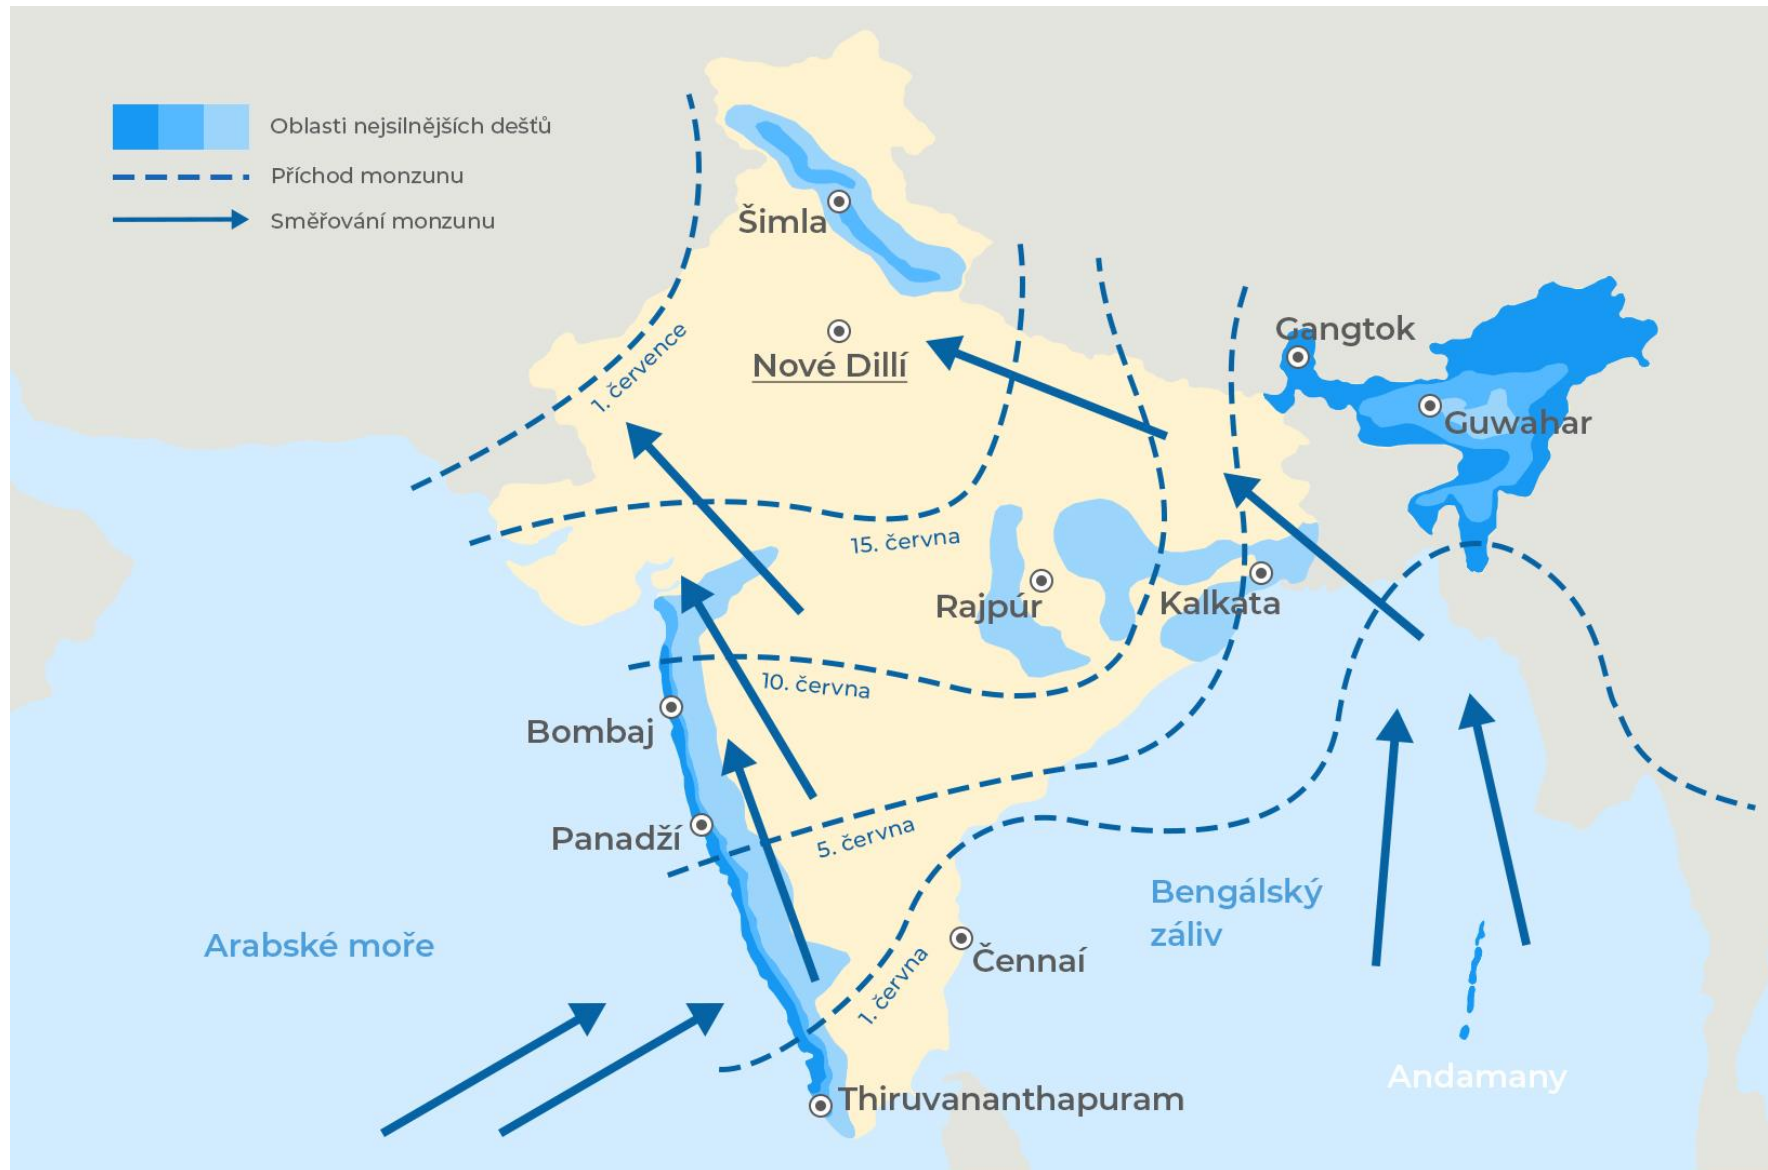 Oblasti nejsilnějších dešťů
Příchod monzunu
Směřování monzunu
Šimla
Nové Dillí
1. července
Gangtok
Guwahar
15. června
Rajpúr
Kalkata
10. června
Bombaj
Panadží
5. června
Bengálský
záliv
Arabské moře
Čennaí
1. června
Andamany
Thiruvananthapuram